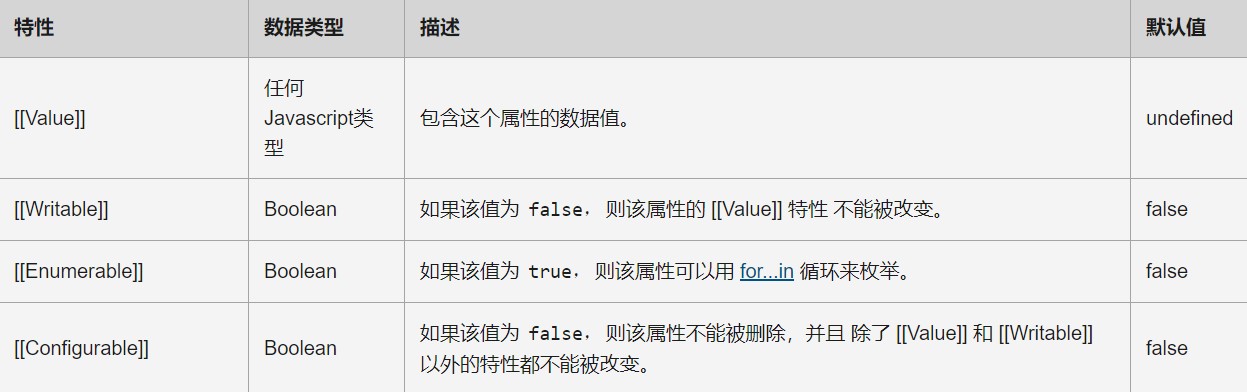 特性 数据类型 描述 默认值
[[Value]] 任何 Javascript类 型 包含这个属性的数据值。 undefined
[[Writable]] Boolean 如果该值为 false， 则该属性的 [[Value]] 特性 不能被改变。 false
[[Enumerable]] Boolean 如果该值为 true， 则该属性可以用 for...in 循环来枚举。 false
[[Configurable]] Boolean 如果该值为 false， 则该属性不能被删除，并且 除了 [[Value]] 和 [[Writable]] 以外的特性都不能被改变。 false